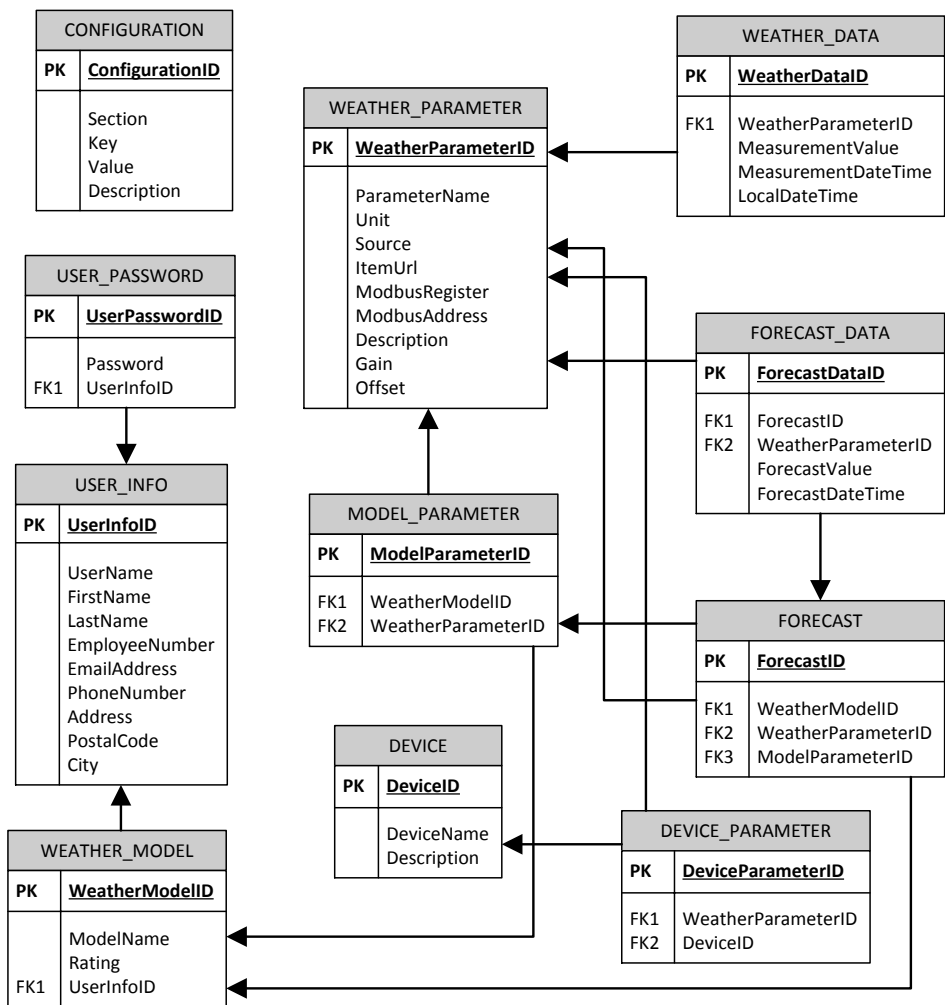 CONFIGURATION
PK ConfigurationID
Section
Key
Value
Description
WEATHER_PARAMETER
PK WeatherParameterID
ParameterName
Unit
Source
ItemUrl
ModbusRegister
ModbusAddress
Description
Gain
Offset
WEATHER_DATA
PK WeatherDataID
FK1 WeatherParameterID
MeasurementValue
MeasurementDateTime
LocalDateTime
USER_PASSWORD
PK UserPasswordID
Password
FK1 UserInfoID
FORECAST_DATA
PK ForecastDataID
FK1 ForecastID
FK2 WeatherParameterID
ForecastValue
ForecastDateTime
USER_INFO
PK UserInfoID
UserName
FirstName
LastName
EmployeeNumber
EmailAddress
PhoneNumber
Address
PostalCode
City
MODEL_PARAMETER
PK ModelParameterID
FK1 WeatherModelID
FK2 WeatherParameterID
FORECAST
PK ForecastID
FK1 WeatherModelID
FK2 WeatherParameterID
FK3 ModelParameterID
DEVICE
PK DeviceID
DeviceName
Description
DEVICE_PARAMETER
PK DeviceParameterID
FK1 WeatherParameterID
FK2 DeviceID
WEATHER_MODEL
PK WeatherModelID
ModelName
Rating
FK1 UserInfoID